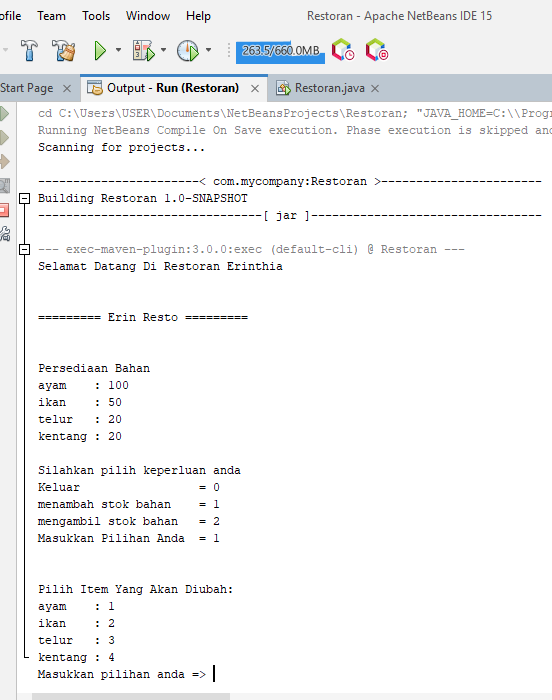 ofile Team Tools Window Help Restoran - Apache NetBeans IDE 15
263.5/660.0MB
Start Page Output - Run (Restoran) Restoran.java
cd C:\Users\USER\Documents\NetBeansProjects\Restoran; "JAVA_HOME=C:\\Progr
Running NetBeans Compile On Save execution. Phase execution is skipped and
Scanning for projects...
-----------------------< com.mycompany:Restoran >-----------------------
Building Restoran 1.0-SNAPSHOT
--------------------------------[ jar ]---------------------------------
--- exec-maven-plugin:3.0.0:exec (default-cli) @ Restoran ---
Selamat Datang Di Restoran Erinthia
========= Erin Resto =========
Persediaan Bahan
ayam    : 100
ikan    : 50
telur   : 20
kentang : 20
Silahkan pilih keperluan anda
Keluar                 = 0
menambah stok bahan    = 1
mengambil stok bahan   = 2
Masukkan Pilihan Anda  = 1
Pilih Item Yang Akan Diubah:
ayam    : 1
ikan    : 2
telur   : 3
kentang : 4
Masukkan pilihan anda =>